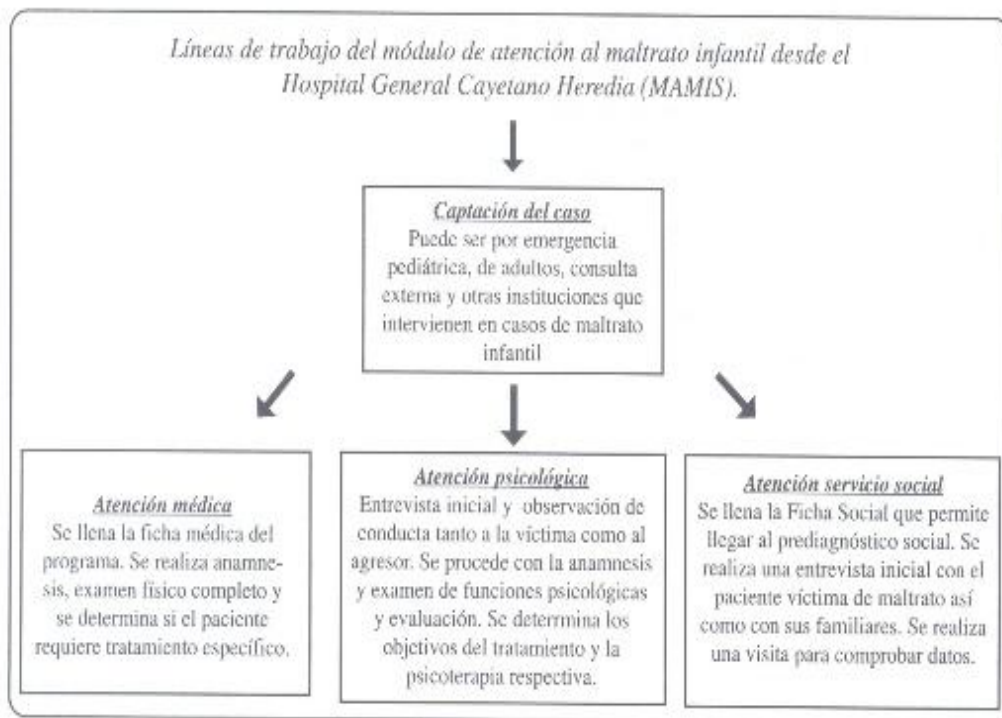 Líneas de trabajo del módulo de atención al maltrato infantil desde el
Hospital General Cayetano Heredia (MAMIS).
Captación del caso
Puede ser por emergencia
pediátrica, de adultos, consulta
externa y otras instituciones que
intervienen en casos de maltrato
infantil
Atención médica
Se llena la ficha médica del
programa. Se realiza anamne-
sis, examen físico completo y
se determina si el paciente
requiere tratamiento específico.
Atención psicológica
Entrevista inicial y observación de
conducta tanto a la víctima como al
agresor. Se procede con la anamnesis
y examen de funciones psicológicas
y evaluación. Se determina los
objetivos del tratamiento y la
psicoterapia respectiva.
Atención servicio social
Se llena la Ficha Social que permite
llegar al prediagnóstico social. Se
realiza una entrevista inicial con el
paciente víctima de maltrato así
como con sus familiares. Se realiza
una visita para comprobar datos.